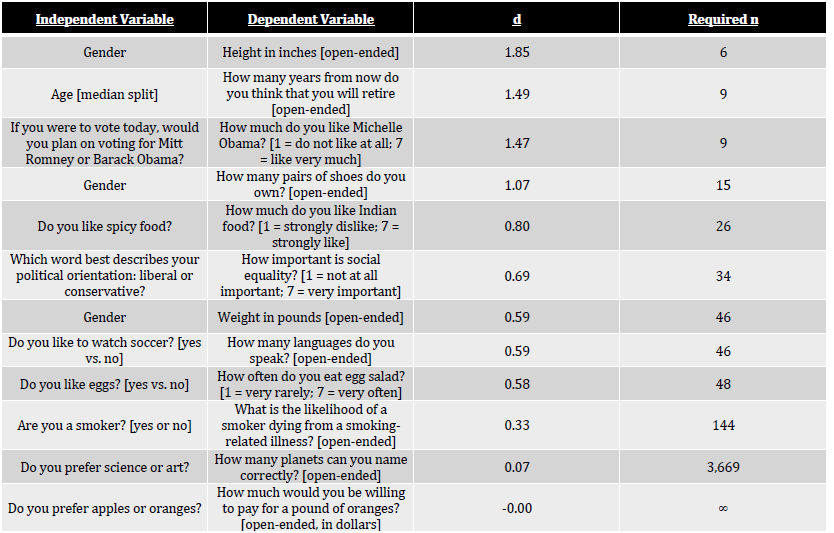 Independent Variable Dependent Variable d Required n
Gender Height in inches [open-ended] 1.85 6
Age [median split] How many years from now do you think that you will retire [open-ended] 1.49 9
If you were to vote today, would you plan on voting for Mitt Romney or Barack Obama? How much do you like Michelle Obama? [1 = do not like at all; 7 = like very much] 1.47 9
Gender How many pairs of shoes do you own? [open-ended] 1.07 15
Do you like spicy food? How much do you like Indian food? [1 = strongly dislike; 7 = strongly like] 0.80 26
Which word best describes your political orientation: liberal or conservative? How important is social equality? [1 = not at all important; 7 = very important] 0.69 34
Gender Weight in pounds [open-ended] 0.59 46
Do you like to watch soccer? [yes vs. no] How many languages do you speak? [open-ended] 0.59 46
Do you like eggs? [yes vs. no] How often do you eat egg salad? [1 = very rarely; 7 = very often] 0.58 48
Are you a smoker? [yes or no] What is the likelihood of a smoker dying from a smoking-related illness? [open-ended] 0.33 144
Do you prefer science or art? How many planets can you name correctly? [open-ended] 0.07 3,669
Do you prefer apples or oranges? How much would you be willing to pay for a pound of oranges? [open-ended, in dollars] -0.00 ∞